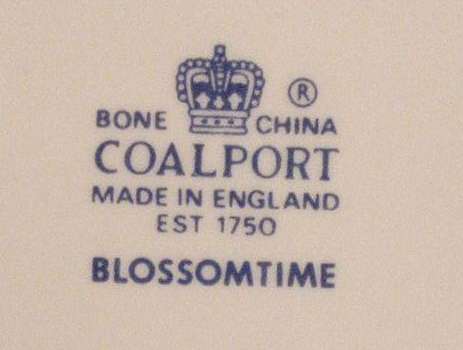 ®
BONE CHINA
COALPORT
MADE IN ENGLAND
EST 1750
BLOSSOMTIME